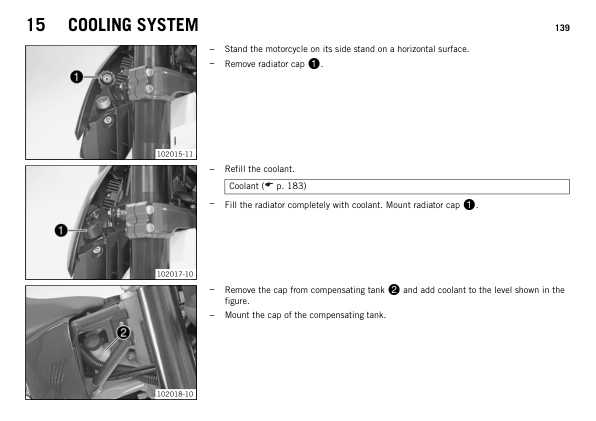 15 COOLING SYSTEM 139
– Stand the motorcycle on its side stand on a horizontal surface.
– Remove radiator cap 1.
1
102015-11
– Refill the coolant.
Coolant (☛ p. 183)
– Fill the radiator completely with coolant. Mount radiator cap 1.
1
102017-10
– Remove the cap from compensating tank 2 and add coolant to the level shown in the
figure.
– Mount the cap of the compensating tank.
2
102018-10